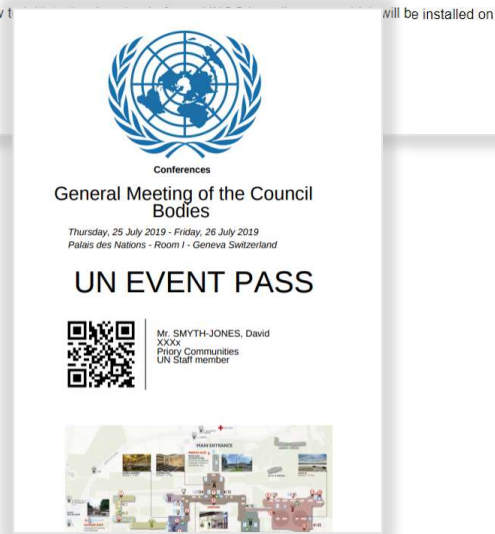 will be installed on
Conferences
General Meeting of the Council
Bodies
Thursday, 25 July 2019 - Friday, 26 July 2019
Palais des Nations - Room I - Geneva Switzerland
UN EVENT PASS
Mr. SMYTH-JONES, David
XXXx
Priory Communities
UN Staff member
MAIN ENTRANCE